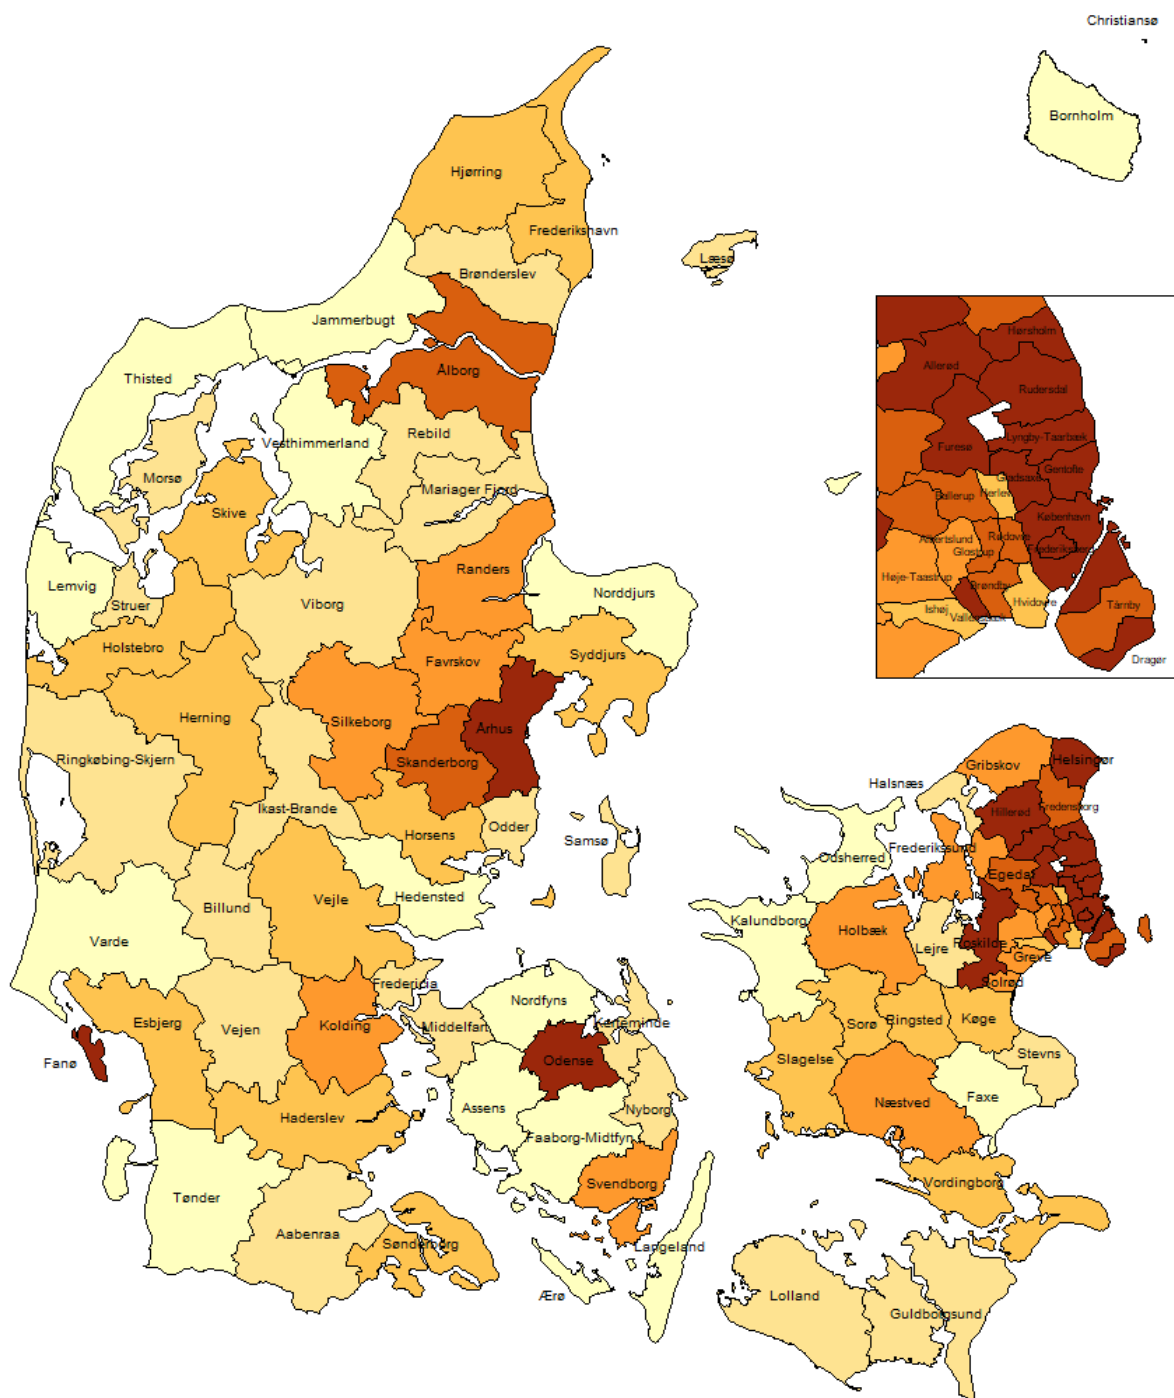 Christiansø
Bornholm
Hjørring
Frederikshavn
Læsø
Brønderslev
Jammerbugt
Ålborg
Thisted
Vesthimmerland
Rebild
Morsø
Mariager Fjord
Skive
Randers
Lemvig
Struer
Viborg
Norddjurs
Holstebro
Favrskov
Syddjurs
Herning
Silkeborg
Århus
Ringkøbing-Skjern
Skanderborg
Ikast-Brande
Horsens
Odder
Samsø
Hedensted
Billund
Vejle
Varde
Fredericia
Esbjerg
Vejen
Kolding
Middelfart
Nordfyns
Kerteminde
Fanø
Odense
Assens
Nyborg
Haderslev
Faaborg-Midtfyn
Svendborg
Tønder
Aabenraa
Sønderborg
Langeland
Ærø
Hørsholm
Allerød
Rudersdal
Furesø
Lyngby-Taarbæk
Gentofte
Gladsaxe
Ballerup
Herlev
København
Albertslund
Rødovre
Glostrup
Frederiksberg
Høje-Taastrup
Brøndby
Ishøj
Vallensbæk
Hvidovre
Tårnby
Dragør
Gribskov
Helsingør
Halsnæs
Hillerød
Fredensborg
Frederikssund
Odsherred
Egedal
Kalundborg
Holbæk
Lejre
Roskilde
Greve
Solrød
Sorø
Ringsted
Køge
Slagelse
Stevns
Næstved
Faxe
Vordingborg
Lolland
Guldborgsund